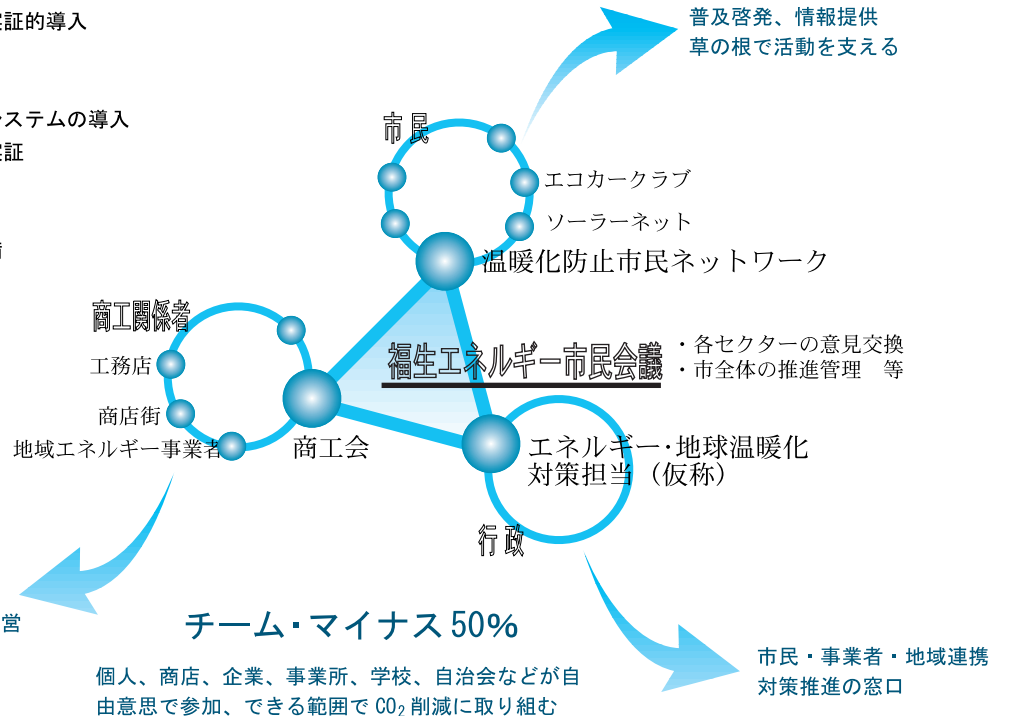 証的導入
普及啓発、情報提供
草の根で活動を支える
ステムの導入
証
市民
エコカークラブ
ソーラーネット
温暖化防止市民ネットワーク
商工関係者
工務店
商店街
地域エネルギー事業者
商工会
福生エネルギー市民会議
・各セクターの意見交換
・市全体の推進管理　等
エネルギー・地球温暖化
対策担当（仮称）
行政
営
チーム・マイナス50%
個人、商店、企業、事業所、学校、自治会などが自
由意思で参加、できる範囲でCO₂削減に取り組む
市民・事業者・地域連携
対策推進の窓口